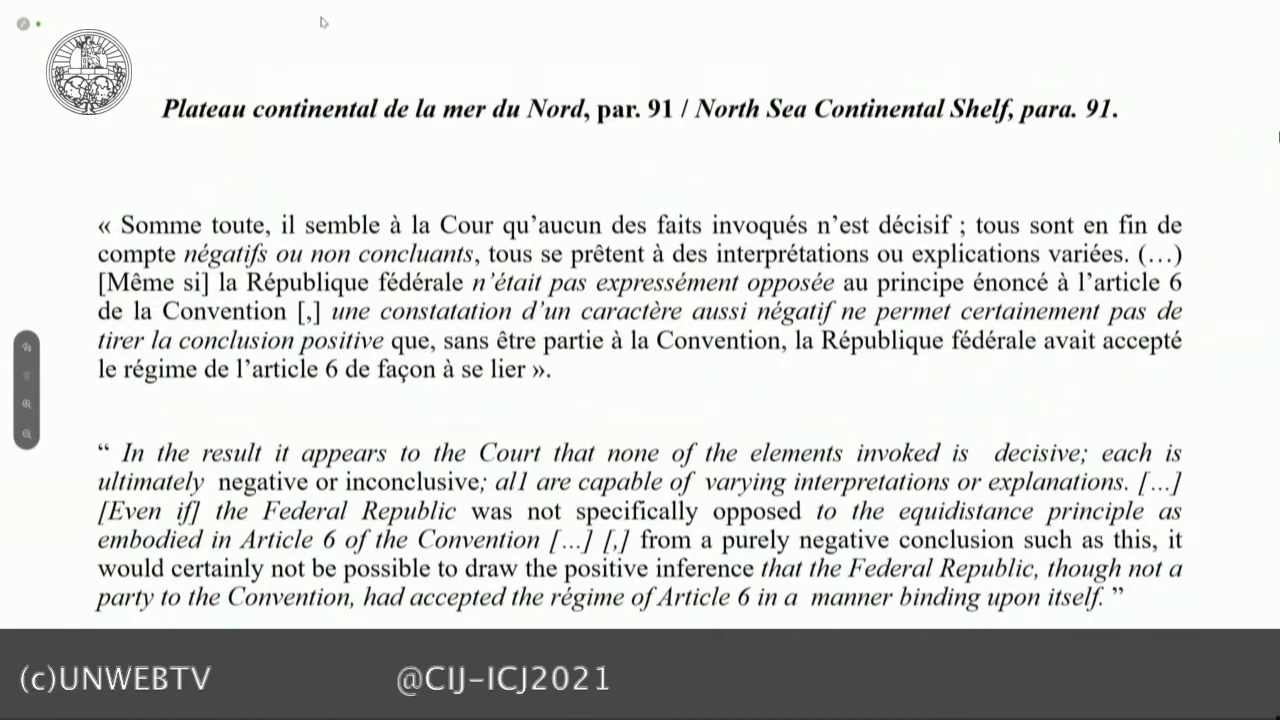 Plateau continental de la mer du Nord, par. 91 / North Sea Continental Shelf, para. 91.
« Somme toute, il semble à la Cour qu’aucun des faits invoqués n’est décisif ; tous sont en fin de
compte négatifs ou non concluants, tous se prêtent à des interprétations ou explications variées. (…)
[Même si] la République fédérale n’était pas expressément opposée au principe énoncé à l’article 6
de la Convention [,] une constatation d’un caractère aussi négatif ne permet certainement pas de
tirer la conclusion positive que, sans être partie à la Convention, la République fédérale avait accepté
le régime de l’article 6 de façon à se lier ».
“ In the result it appears to the Court that none of the elements invoked is decisive; each is
ultimately negative or inconclusive; al1 are capable of varying interpretations or explanations. […]
[Even if] the Federal Republic was not specifically opposed to the equidistance principle as
embodied in Article 6 of the Convention […] [,] from a purely negative conclusion such as this, it
would certainly not be possible to draw the positive inference that the Federal Republic, though not a
party to the Convention, had accepted the régime of Article 6 in a manner binding upon itself. ”
(c)UNWEBTV @CIJ-ICJ2021